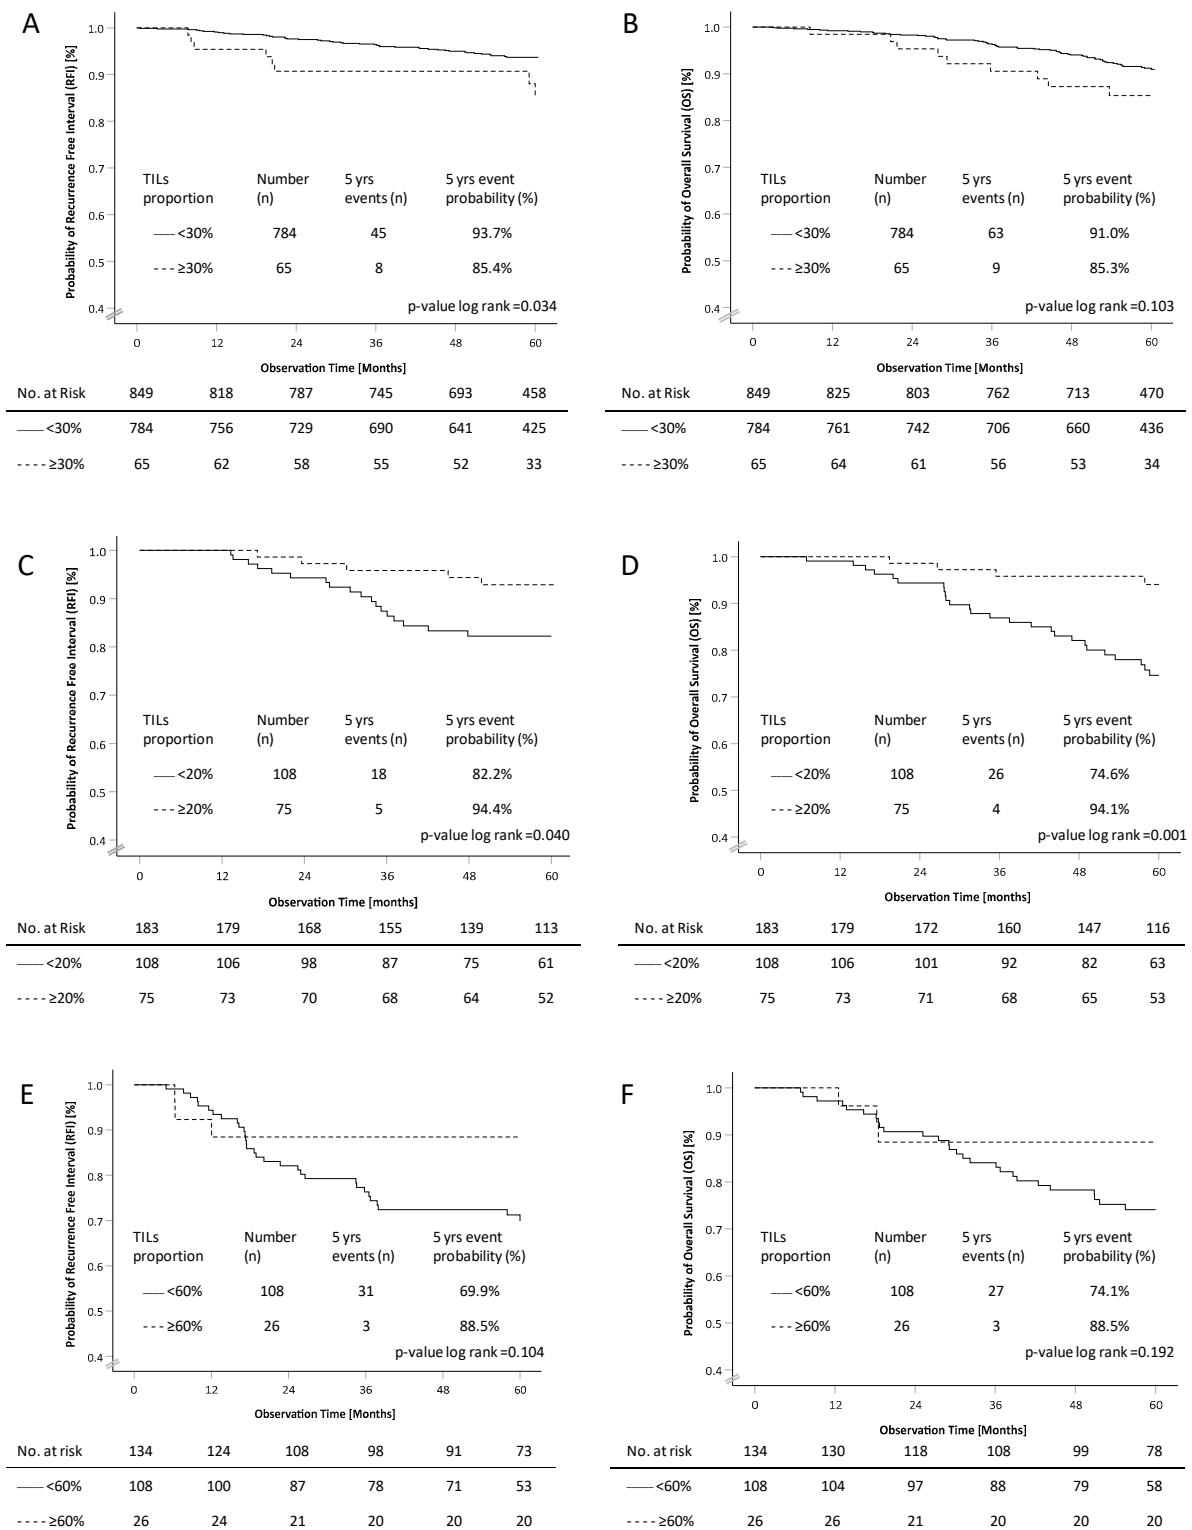 A
Probability of Recurrence Free Interval (RFI) [%]
1.0
0.9
0.8
0.7
0.6
0.5
0.4
TILs proportion Number (n) 5 yrs events (n) 5 yrs event probability (%)
<30% 784 45 93.7%
≥30% 65 8 85.4%
p-value log rank =0.034
0 12 24 36 48 60
Observation Time [Months]
No. at Risk 849 818 787 745 693 458
<30% 784 756 729 690 641 425
≥30% 65 62 58 55 52 33
B
Probability of Overall Survival (OS) [%]
1.0
0.9
0.8
0.7
0.6
0.5
0.4
TILs proportion Number (n) 5 yrs events (n) 5 yrs event probability (%)
<30% 784 63 91.0%
≥30% 65 9 85.3%
p-value log rank =0.103
0 12 24 36 48 60
Observation Time [Months]
No. at Risk 849 825 803 762 713 470
<30% 784 761 742 706 660 436
≥30% 65 64 61 56 53 34
C
Probability of Recurrence Free Interval (RFI) [%]
1.0
0.9
0.8
0.7
0.6
0.5
0.4
TILs proportion Number (n) 5 yrs events (n) 5 yrs event probability (%)
<20% 108 18 82.2%
≥20% 75 5 94.4%
p-value log rank =0.040
0 12 24 36 48 60
Observation Time [months]
No. at Risk 183 179 168 155 139 113
<20% 108 106 98 87 75 61
≥20% 75 73 70 68 64 52
D
Probability of Overall Survival (OS) [%]
1.0
0.9
0.8
0.7
0.6
0.5
0.4
TILs proportion Number (n) 5 yrs events (n) 5 yrs event probability (%)
<20% 108 26 74.6%
≥20% 75 4 94.1%
p-value log rank =0.001
0 12 24 36 48 60
Observation Time [months]
No. at Risk 183 179 172 160 147 116
<20% 108 106 101 92 82 63
≥20% 75 73 71 68 65 53
E
Probability of Recurrence Free Interval (RFI) [%]
1.0
0.9
0.8
0.7
0.6
0.5
0.4
TILs proportion Number (n) 5 yrs events (n) 5 yrs event probability (%)
<60% 108 31 69.9%
≥60% 26 3 88.5%
p-value log rank =0.104
0 12 24 36 48 60
Observation Time [Months]
No. at risk 134 124 108 98 91 73
<60% 108 100 87 78 71 53
≥60% 26 24 21 20 20 20
F
Probability of Overall Survival (OS) [%]
1.0
0.9
0.8
0.7
0.6
0.5
0.4
TILs proportion Number (n) 5 yrs events (n) 5 yrs event probability (%)
<60% 108 27 74.1%
≥60% 26 3 88.5%
p-value log rank =0.192
0 12 24 36 48 60
Observation Time [Months]
No. at Risk 134 130 118 108 99 78
<60% 108 104 97 88 79 58
≥60% 26 26 21 20 20 20